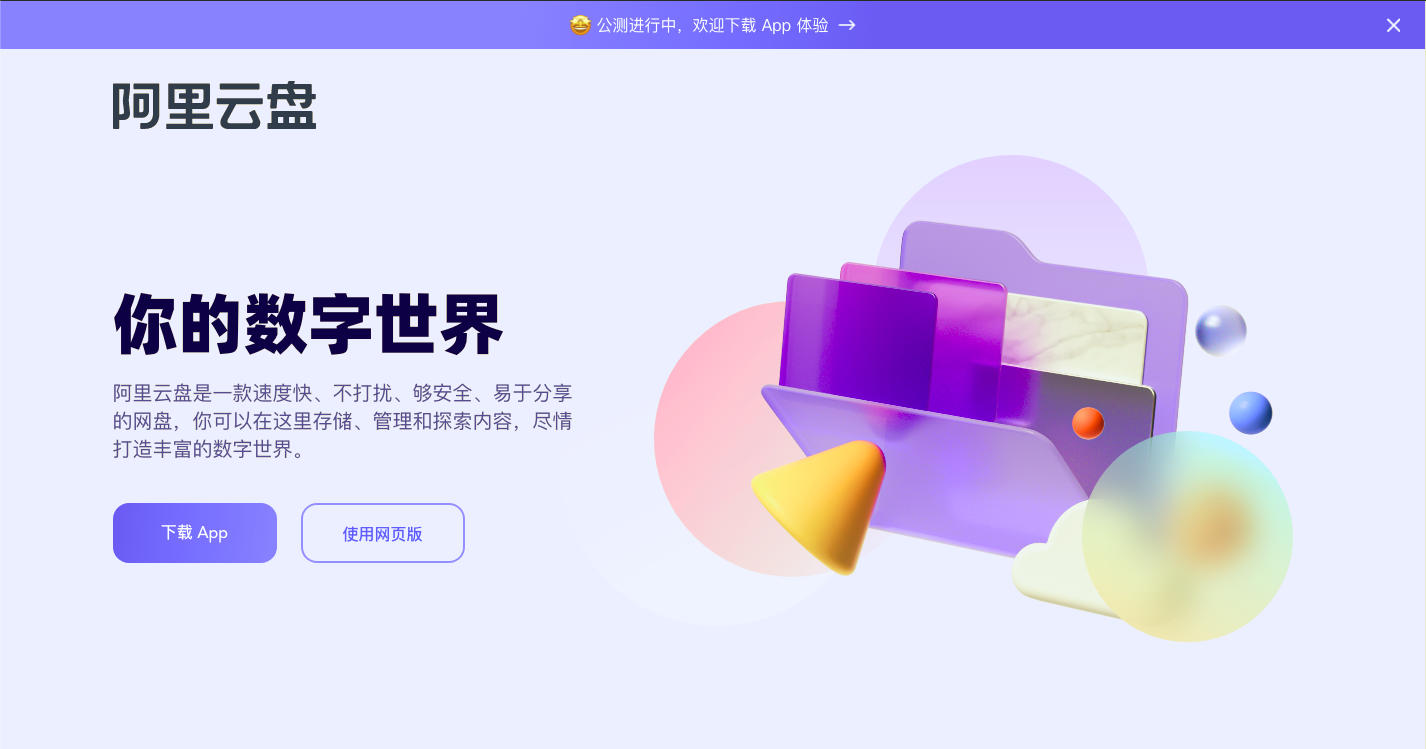 🤩 公测进行中，欢迎下载 App 体验 →
阿里云盘
你的数字世界
阿里云盘是一款速度快、不打扰、够安全、易于分享
的网盘，你可以在这里存储、管理和探索内容，尽情
打造丰富的数字世界。
下载 App
使用网页版